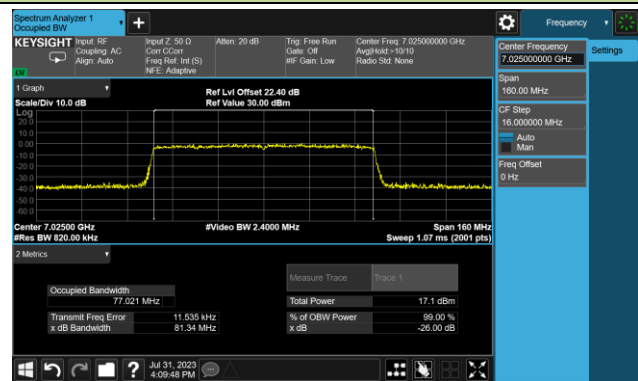 Spectrum Analyzer 1
Occupied BW
+
Frequency
KEYSIGHT
Input: RF
Coupling: AC
Align: Auto
Input Z: 50 Ω
Corr CCorr
Freq Ref: Int (S)
NFE: Adaptive
Atten: 20 dB
Trig: Free Run
Gate: Off
#IF Gain: Low
Center Freq: 7.025000000 GHz
Avg|Hold:>10/10
Radio Std: None
LXI
Center Frequency
7.025000000 GHz
Settings
Span
160.00 MHz
CF Step
16.000000 MHz
Auto
Man
Freq Offset
0 Hz
1 Graph
Scale/Div 10.0 dB
Ref Lvl Offset 22.40 dB
Ref Value 30.00 dBm
Log
20.0
10.0
0.00
-10.0
-20.0
-30.0
-40.0
-50.0
-60.0
Center 7.02500 GHz
#Video BW 2.4000 MHz
Span 160 MHz
#Res BW 820.00 kHz
Sweep 1.07 ms (2001 pts)
2 Metrics
Measure Trace
Trace 1
Occupied Bandwidth
77.021 MHz
Total Power
17.1 dBm
Transmit Freq Error
11.535 kHz
% of OBW Power
99.00 %
x dB Bandwidth
81.34 MHz
x dB
-26.00 dB
?
Jul 31, 2023
4:09:48 PM